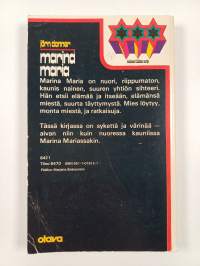 jörn donner
marina
maria
Marina Maria on nuori, riippumaton,
kaunis nainen, suuren yhtiön sihteeri.
Hän etsii elämää ja itseään, elämänsä
miestä, suurta täyttymystä. Mies löytyy,
monta miestä, ja ratkaisuja.
Tässä kirjassa on sykettä ja värinää —
aivan niin kuin nuoressa kauniissa
Marina Mariassakin.
otava